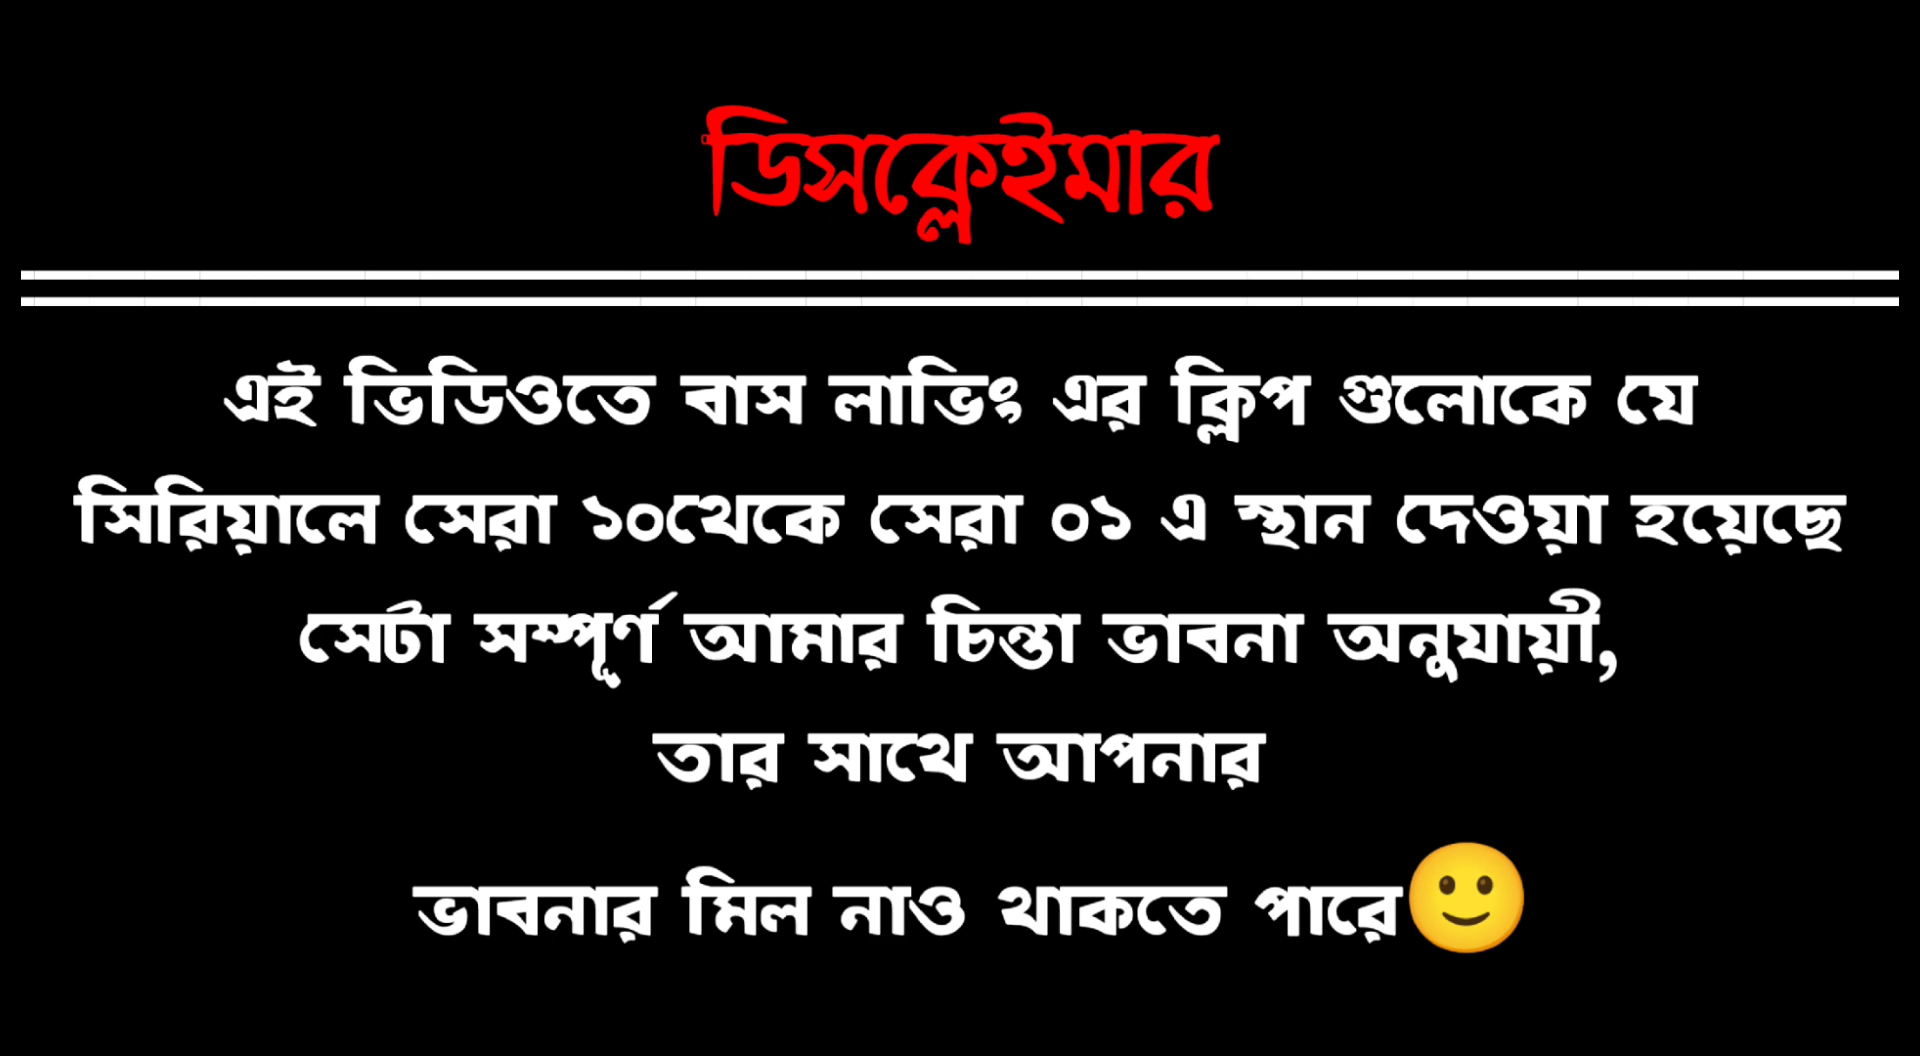 ডিসক্লেইমার
এই ভিডিওতে বাস লাভিং এর ক্লিপ গুলোকে যে
সিরিয়ালে সেরা ১০থেকে সেরা ০১ এ স্থান দেওয়া হয়েছে
সেটা সম্পূর্ণ আমার চিন্তা ভাবনা অনুযায়ী,
তার সাথে আপনার
ভাবনার মিল নাও থাকতে পারে🙂